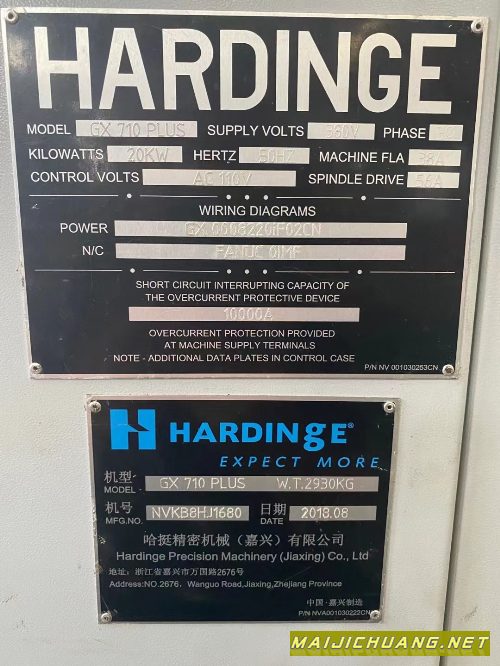 HARDINGE
MODEL GX 710 PLUS SUPPLY VOLTS 360V PHASE
KILOWATTS 20KW HERTZ 50HZ MACHINE FLA 38A
CONTROL VOLTS AC 110V SPINDLE DRIVE 56A
WIRING DIAGRAMS
POWER GX 0608220IF02CN
N/C FANUC 0IMF
SHORT CIRCUIT INTERRUPTING CAPACITY OF
THE OVERCURRENT PROTECTIVE DEVICE
10000A
OVERCURRENT PROTECTION PROVIDED
AT MACHINE SUPPLY TERMINALS
NOTE - ADDITIONAL DATA PLATES IN CONTROL CASE
P/N NV 001030253CN
HARDINGE®
EXPECT MORE
机型
MODEL GX 710 PLUS W.T.2930KG
机号 日期
MFG.NO. NVKB8HJ1680 DATE 2018.08
哈挺精密机械（嘉兴）有限公司
Hardinge Precision Machinery (Jiaxing) Co., Ltd
地址: 浙江省嘉兴市万国路2676号
Address:NO.2676, Wanguo Road,Jiaxing,Zhejiang Province
中国·嘉兴制造
P/N NVA001030222CN
MAIJICHUANG.NET